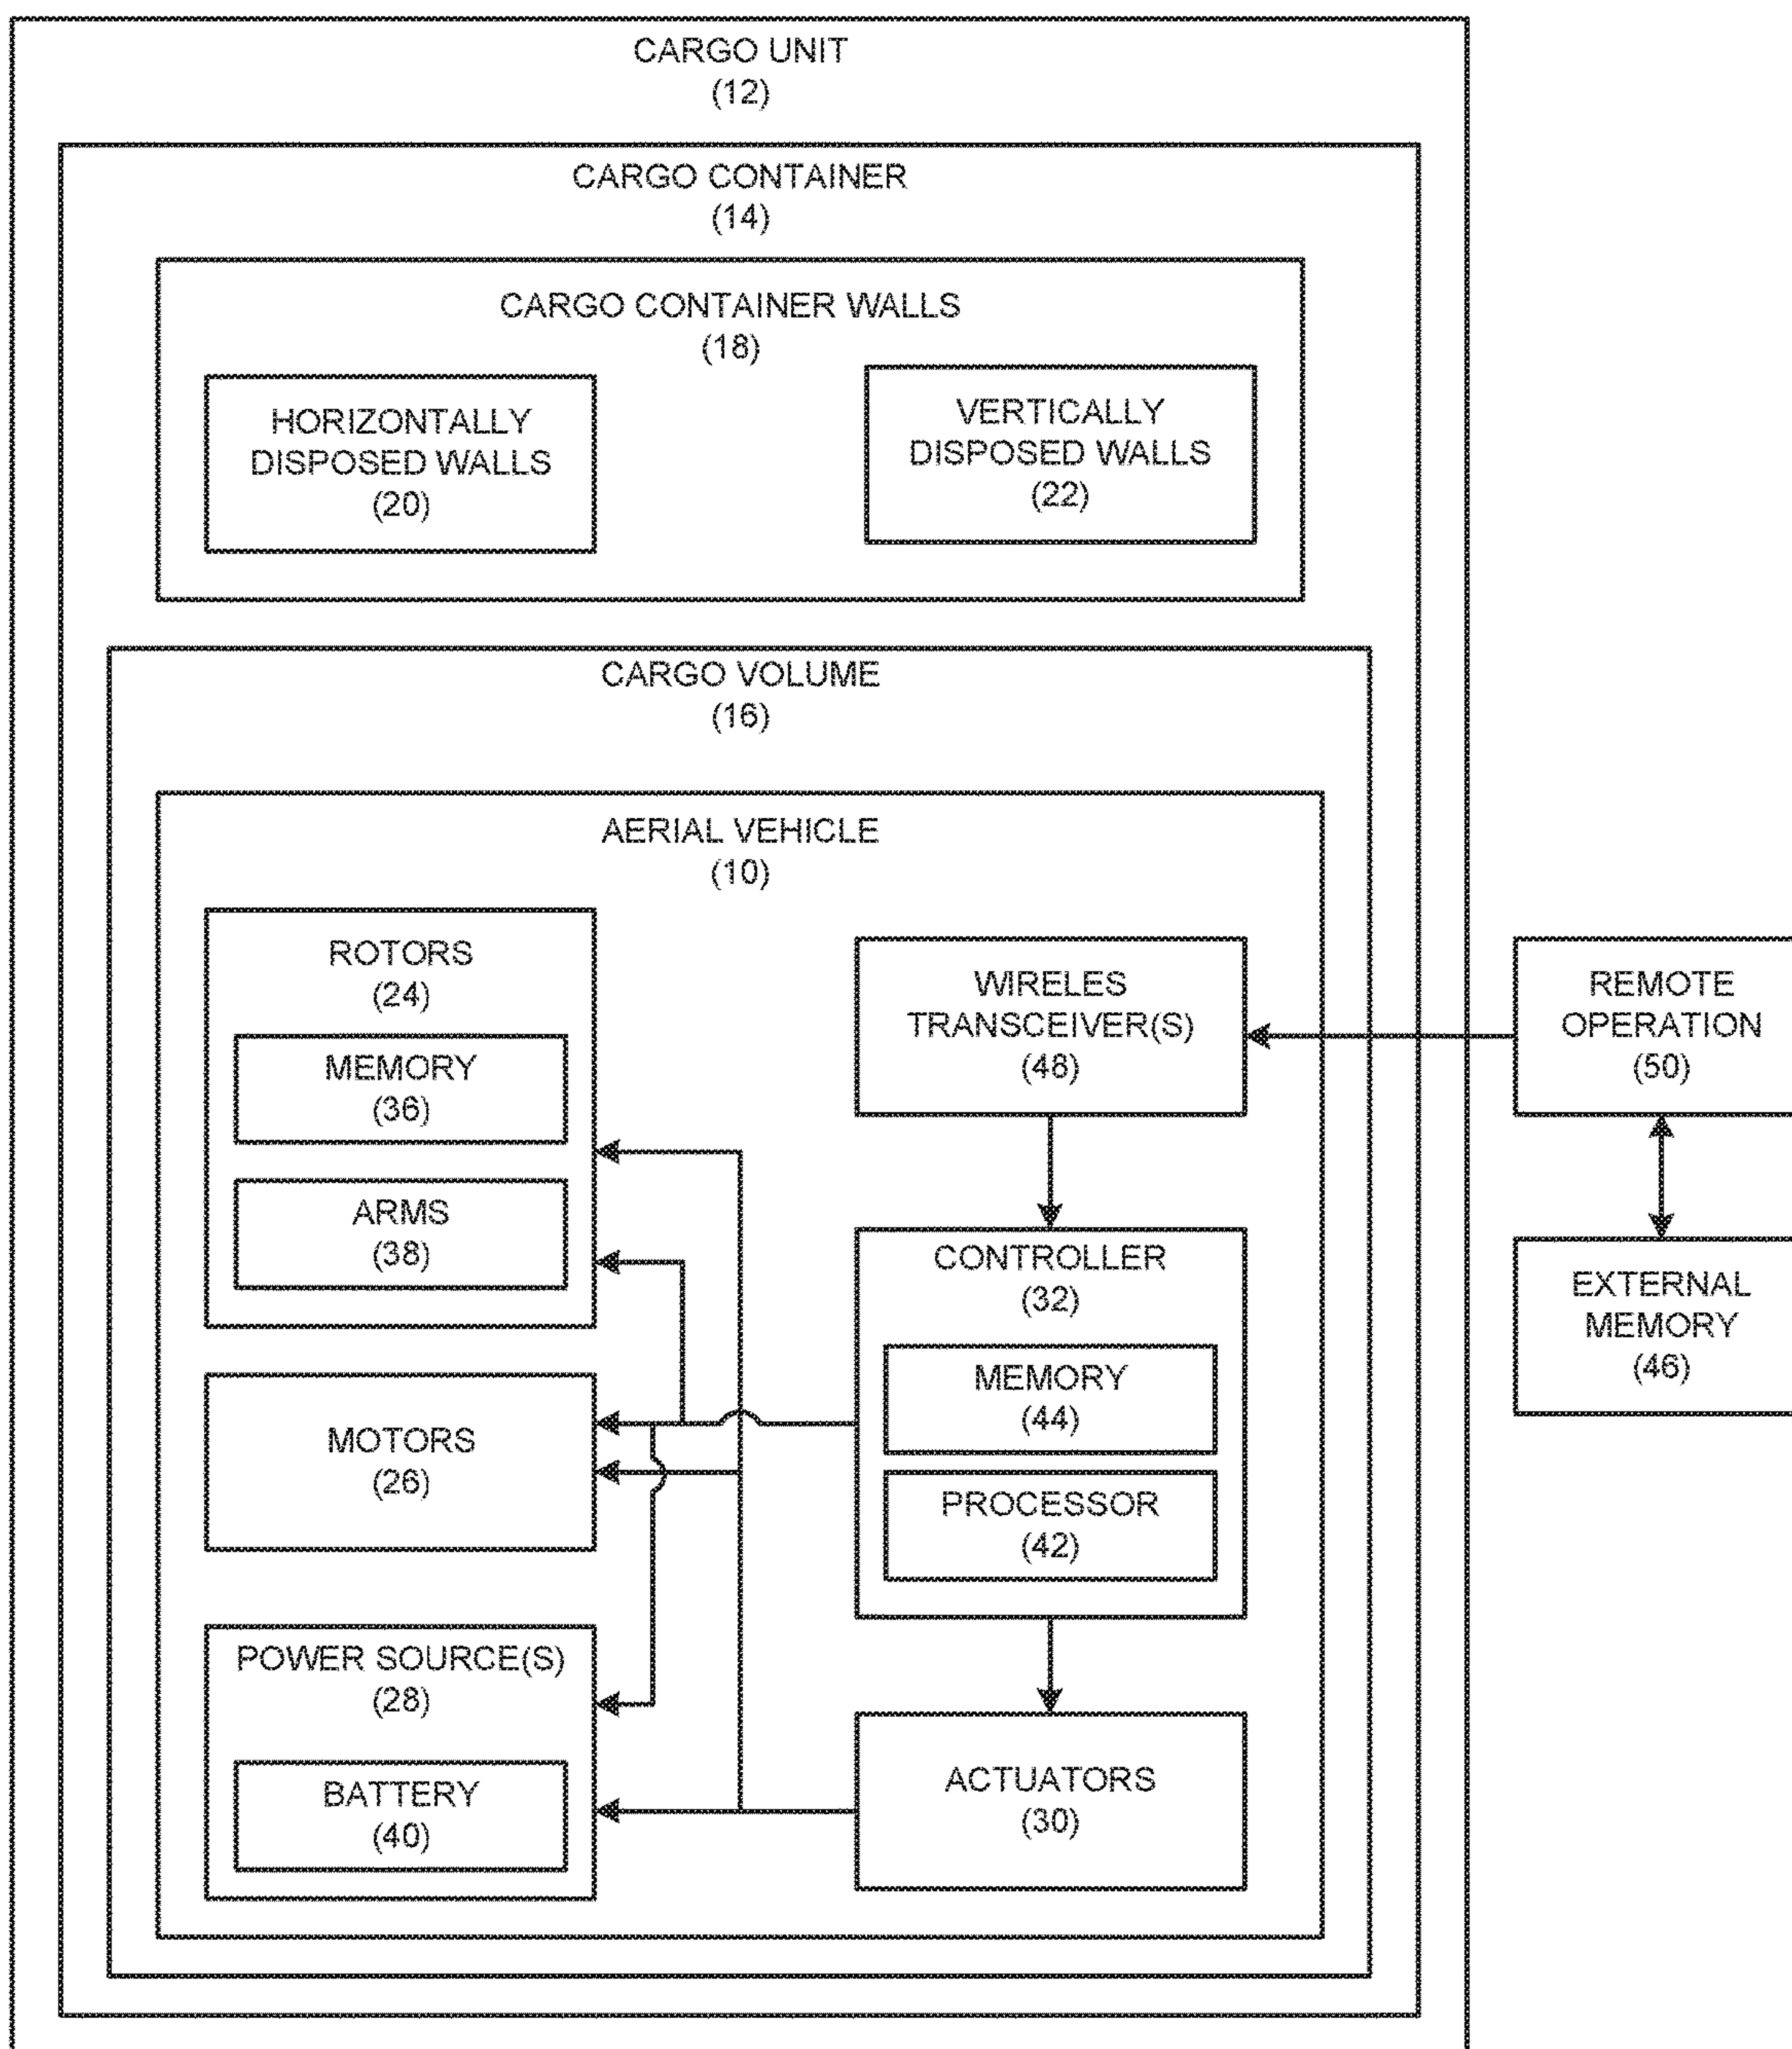 CARGO UNIT
(12)
CARGO CONTAINER
(14)
CARGO CONTAINER WALLS
(18)
HORIZONTALLY
DISPOSED WALLS
(20)
VERTICALLY
DISPOSED WALLS
(22)
CARGO VOLUME
(16)
AERIAL VEHICLE
(10)
ROTORS
(24)
MEMORY
(36)
ARMS
(38)
MOTORS
(26)
POWER SOURCE(S)
(28)
BATTERY
(40)
WIRELES
TRANSCEIVER(S)
(48)
CONTROLLER
(32)
MEMORY
(44)
PROCESSOR
(42)
ACTUATORS
(30)
REMOTE
OPERATION
(50)
EXTERNAL
MEMORY
(46)